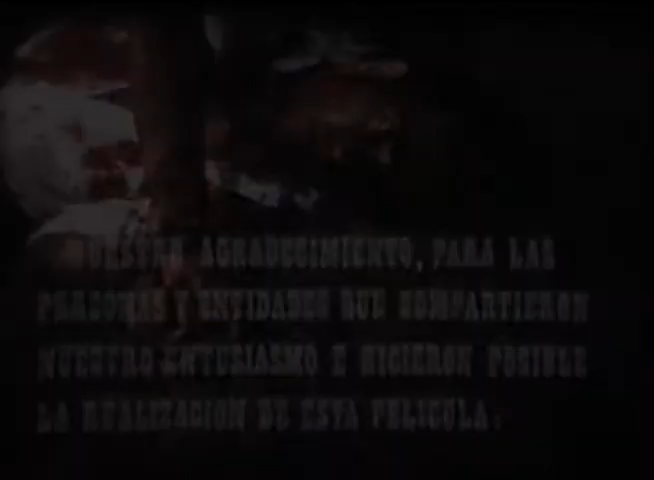 NUESTRO AGRADECIMIENTO, PARA LAS
PERSONAS Y ENTIDADES QUE COMPARTIERON
NUESTRO ENTUSIASMO E HICIERON POSIBLE
LA REALIZACION DE ESTA PELICULA.